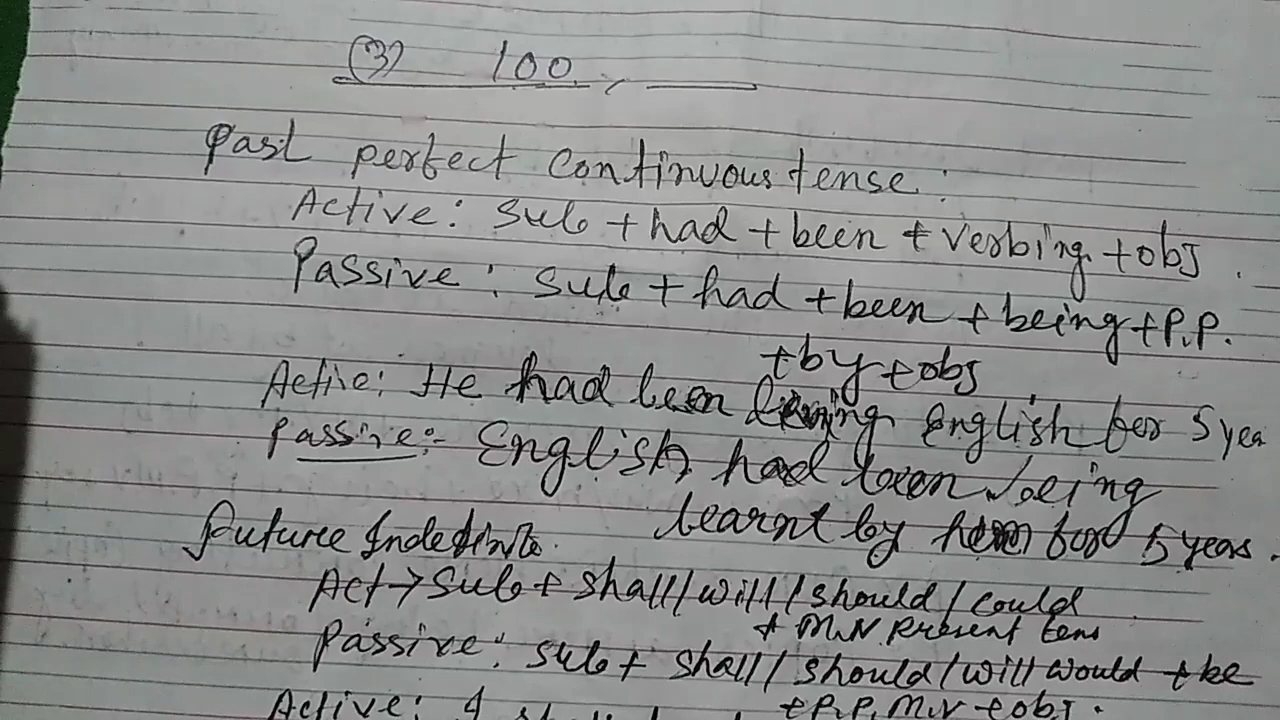 (3) 100
Past perfect continuous tense:
Active: Sub + had + been + verbing + obj.
Passive: Sub + had + been + being + P.P.
+ by + obj
Active: He had been English for 5 yea
Passive:- English had been being
learnt by him for 5 years.
Future Indefinite.
Act → Sub + shall/will/should/could
+ M.V Present tens
Passive: sub + shall/should/will/would + be
+ P.P. M.V + obj.
Active: I